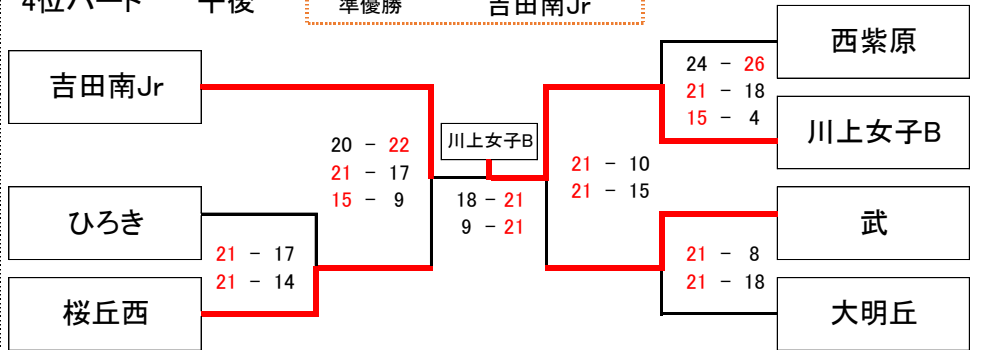 4位パート 午後
準優勝 吉田南Jr
吉田南Jr
ひろき
桜丘西
20 - 22
21 - 17
15 - 9
21 - 17
21 - 14
川上女子B
18 - 21
9 - 21
21 - 10
21 - 15
24 - 26
21 - 18
15 - 4
21 - 8
21 - 18
西紫原
川上女子B
武
大明丘